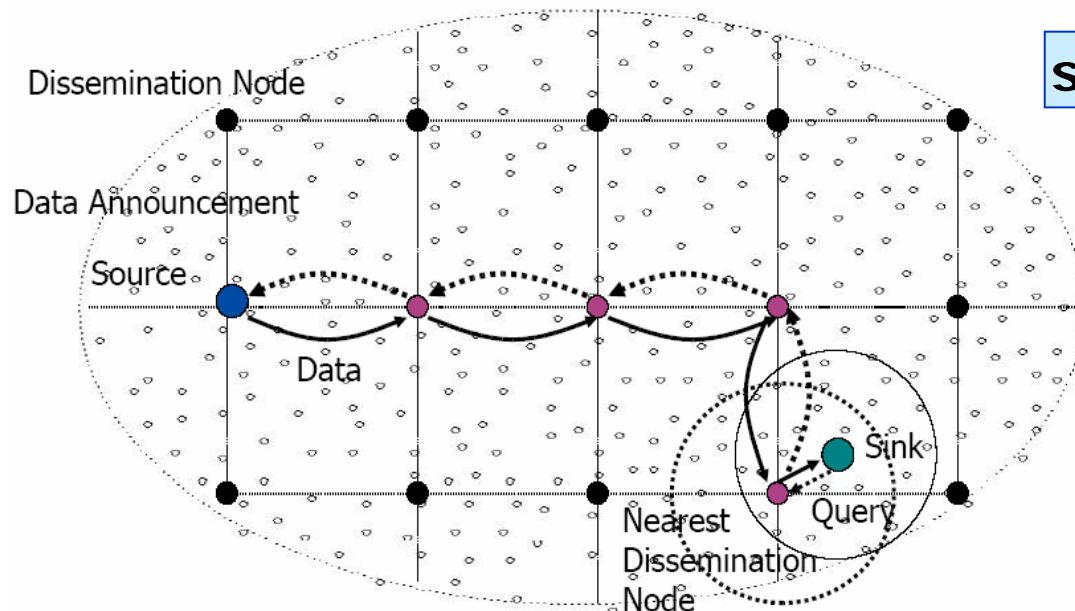 Dissemination Node
S
Data Announcement
Source
Data
Sink
Query
Nearest
Dissemination
Node